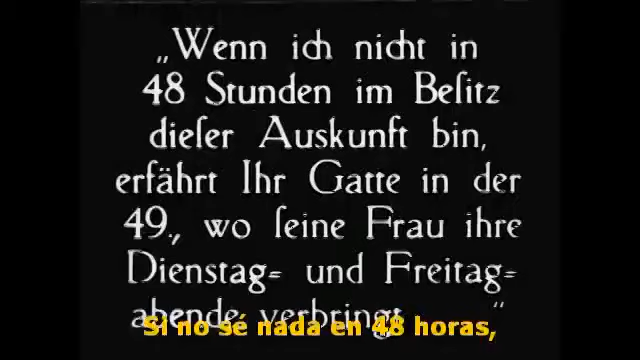 „Wenn ich nicht in
48 Stunden im Beſitz
dieſer Auskunft bin,
erfährt Ihr Gatte in der
49., wo ſeine Frau ihre
Dienstag= und Freitag=
abende verbringt “
Si no sé nada en 48 horas,